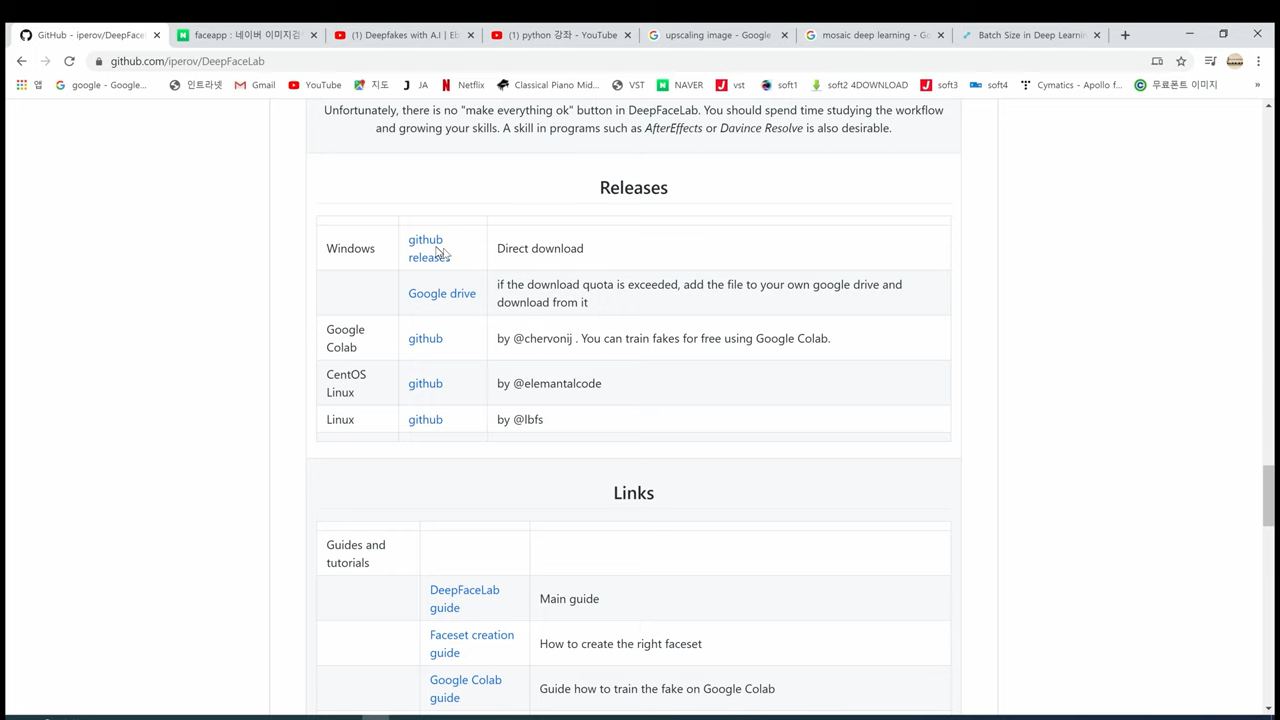 GitHub - iperov/DeepFaceLa
faceapp : 네이버 이미지검
(1) Deepfakes with A.I | Eb
(1) python 강좌 - YouTube
upscaling image - Google
mosaic deep learning - Go
Batch Size in Deep Learnin
github.com/iperov/DeepFaceLab
앱
google - Google...
인트라넷
Gmail
YouTube
지도
JA
Netflix
Classical Piano Mid...
VST
NAVER
vst
soft1
soft2 4DOWNLOAD
soft3
soft4
Cymatics - Apollo f...
무료폰트 이미지
»
Unfortunately, there is no "make everything ok" button in DeepFaceLab. You should spend time studying the workflow
and growing your skills. A skill in programs such as AfterEffects or Davince Resolve is also desirable.
Releases
Windows
github
releases
Direct download
Google drive
if the download quota is exceeded, add the file to your own google drive and
download from it
Google
Colab
github
by @chervonij . You can train fakes for free using Google Colab.
CentOS
Linux
github
by @elemantalcode
Linux
github
by @lbfs
Links
Guides and
tutorials
DeepFaceLab
guide
Main guide
Faceset creation
guide
How to create the right faceset
Google Colab
guide
Guide how to train the fake on Google Colab